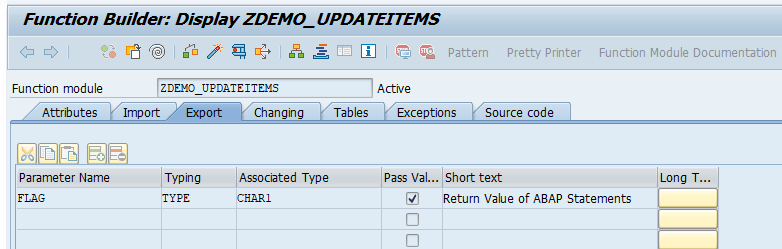 Function Builder: Display ZDEMO_UPDATEITEMS
Pattern Pretty Printer Function Module Documentation
Function module ZDEMO_UPDATEITEMS Active
Attributes Import Export Changing Tables Exceptions Source code
Parameter Name Typing Associated Type Pass Val... Short text Long T...
FLAG TYPE CHAR1 Return Value of ABAP Statements